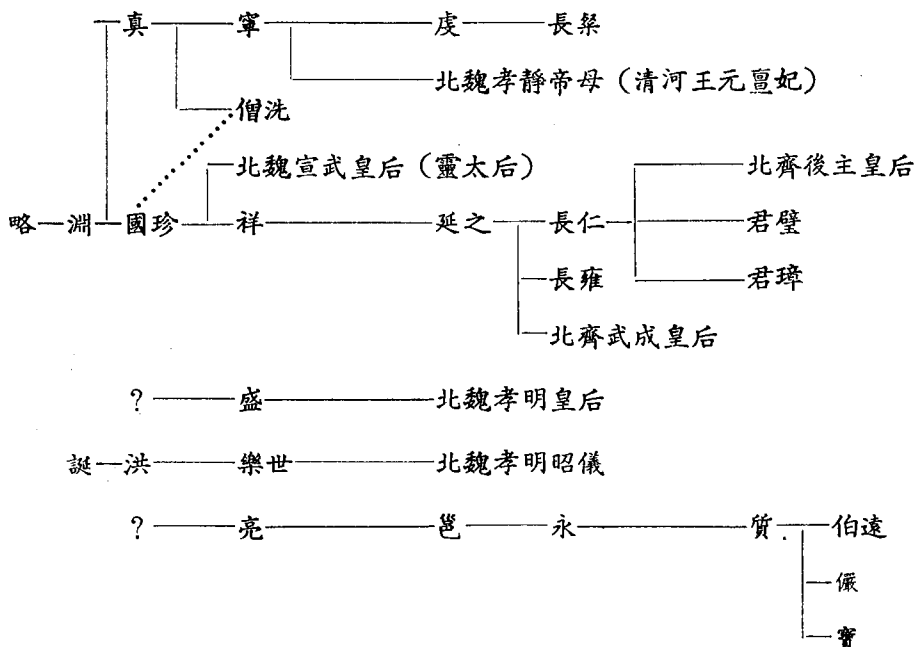 真 寧 虔 長粲
北魏孝靜帝母（清河王元亶妃）
僧洗
北魏宣武皇后（靈太后） 北齊後主皇后
略 淵 國珍 祥 延之 長仁 君璧
長雍 君璋
北齊武成皇后
? 盛 北魏孝明皇后
誕 洪 樂世 北魏孝明昭儀
? 亮 邕 永 質 伯遠
儼
寶